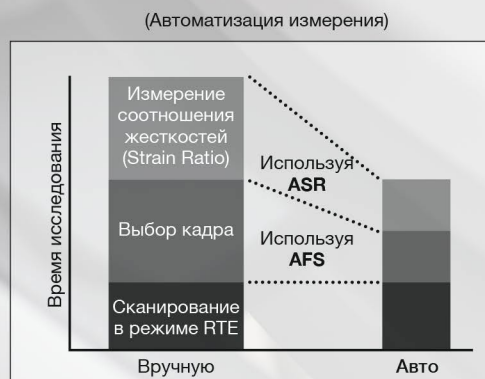 (Автоматизация измерения)
Время исследования
Измерение
соотношения
жесткостей
(Strain Ratio)
Используя
ASR
Выбор кадра
Используя
AFS
Сканирование
в режиме RTE
Вручную
Авто